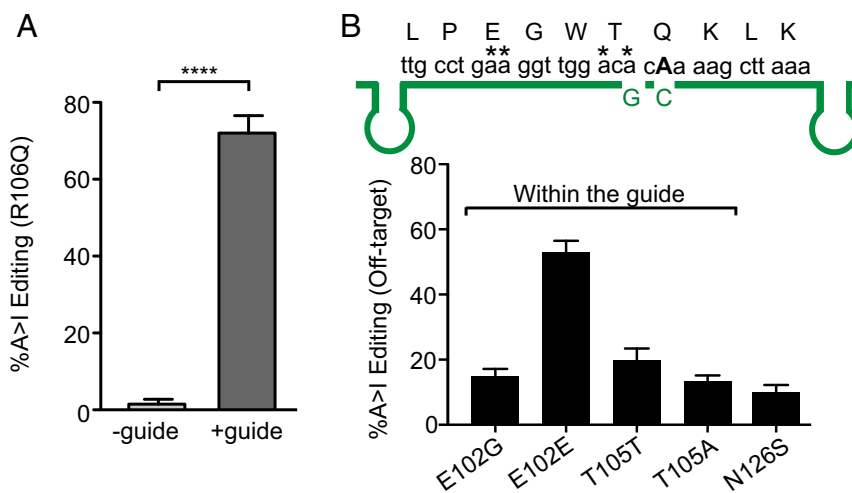 A
%A>I Editing (R106Q)
80
60
40
20
0
****
-guide
+guide
B
L P E G W T Q K L K
** * *
ttg cct gaa ggt tgg aca cAa aag ctt aaa
G C
%A>I Editing (Off-target)
80
60
40
20
0
Within the guide
E102G
E102E
T105T
T105A
N126S